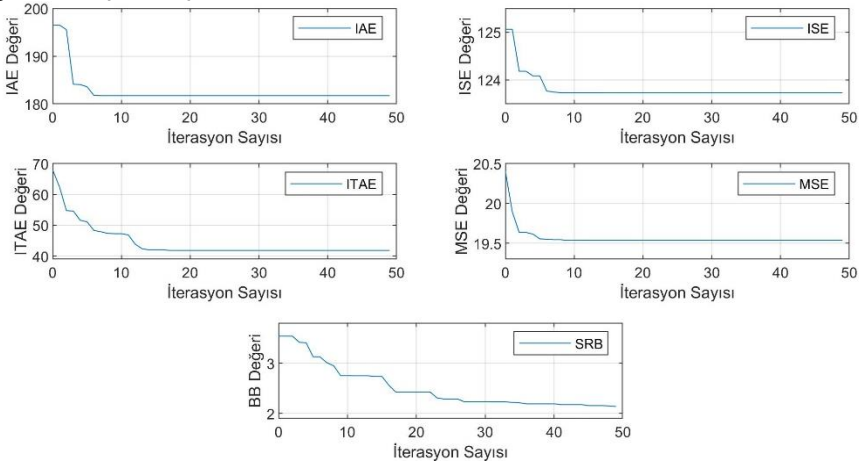 200
190
180
IAE Değeri
IAE
0 10 20 30 40 50
İterasyon Sayısı
125
124
ISE Değeri
ISE
0 10 20 30 40 50
İterasyon Sayısı
70
60
50
40
ITAE Değeri
ITAE
0 10 20 30 40 50
İterasyon Sayısı
20.5
20
19.5
MSE Değeri
MSE
0 10 20 30 40 50
İterasyon Sayısı
3
2
BB Değeri
SRB
0 10 20 30 40 50
İterasyon Sayısı